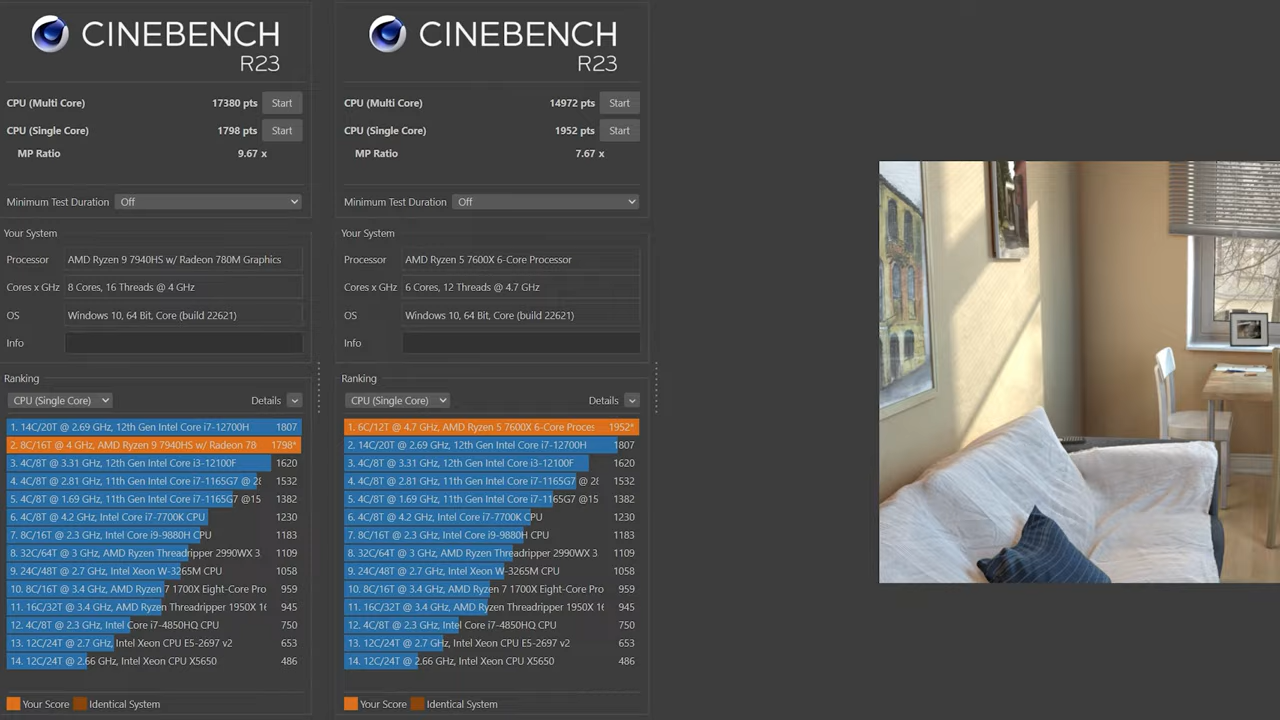 CINEBENCH
R23
CPU (Multi Core) 17380 pts Start
CPU (Single Core) 1798 pts Start
MP Ratio 9.67 x
Minimum Test Duration Off
Your System
Processor AMD Ryzen 9 7940HS w/ Radeon 780M Graphics
Cores x GHz 8 Cores, 16 Threads @ 4 GHz
OS Windows 10, 64 Bit, Core (build 22621)
Info
Ranking
CPU (Single Core) Details
1. 14C/20T @ 2.69 GHz, 12th Gen Intel Core i7-12700H 1807
2. 8C/16T @ 4 GHz, AMD Ryzen 9 7940HS w/ Radeon 78 1798*
3. 4C/8T @ 3.31 GHz, 12th Gen Intel Core i3-12100F 1620
4. 4C/8T @ 2.81 GHz, 11th Gen Intel Core i7-1165G7 @ 28 1532
5. 4C/8T @ 1.69 GHz, 11th Gen Intel Core i7-1165G7 @15 1382
6. 4C/8T @ 4.2 GHz, Intel Core i7-7700K CPU 1230
7. 8C/16T @ 2.3 GHz, Intel Core i9-9880H CPU 1183
8. 32C/64T @ 3 GHz, AMD Ryzen Threadripper 2990WX 3 1109
9. 24C/48T @ 2.7 GHz, Intel Xeon W-3265M CPU 1058
10. 8C/16T @ 3.4 GHz, AMD Ryzen 7 1700X Eight-Core Pro 959
11. 16C/32T @ 3.4 GHz, AMD Ryzen Threadripper 1950X 16 945
12. 4C/8T @ 2.3 GHz, Intel Core i7-4850HQ CPU 750
13. 12C/24T @ 2.7 GHz, Intel Xeon CPU E5-2697 v2 653
14. 12C/24T @ 2.66 GHz, Intel Xeon CPU X5650 486
Your Score Identical System
CINEBENCH
R23
CPU (Multi Core) 14972 pts Start
CPU (Single Core) 1952 pts Start
MP Ratio 7.67 x
Minimum Test Duration Off
Your System
Processor AMD Ryzen 5 7600X 6-Core Processor
Cores x GHz 6 Cores, 12 Threads @ 4.7 GHz
OS Windows 10, 64 Bit, Core (build 22621)
Info
Ranking
CPU (Single Core) Details
1. 6C/12T @ 4.7 GHz, AMD Ryzen 5 7600X 6-Core Proces 1952*
2. 14C/20T @ 2.69 GHz, 12th Gen Intel Core i7-12700H 1807
3. 4C/8T @ 3.31 GHz, 12th Gen Intel Core i3-12100F 1620
4. 4C/8T @ 2.81 GHz, 11th Gen Intel Core i7-1165G7 @ 28 1532
5. 4C/8T @ 1.69 GHz, 11th Gen Intel Core i7-1165G7 @15 1382
6. 4C/8T @ 4.2 GHz, Intel Core i7-7700K CPU 1230
7. 8C/16T @ 2.3 GHz, Intel Core i9-9880H CPU 1183
8. 32C/64T @ 3 GHz, AMD Ryzen Threadripper 2990WX 3 1109
9. 24C/48T @ 2.7 GHz, Intel Xeon W-3265M CPU 1058
10. 8C/16T @ 3.4 GHz, AMD Ryzen 7 1700X Eight-Core Pro 959
11. 16C/32T @ 3.4 GHz, AMD Ryzen Threadripper 1950X 16 945
12. 4C/8T @ 2.3 GHz, Intel Core i7-4850HQ CPU 750
13. 12C/24T @ 2.7 GHz, Intel Xeon CPU E5-2697 v2 653
14. 12C/24T @ 2.66 GHz, Intel Xeon CPU X5650 486
Your Score Identical System